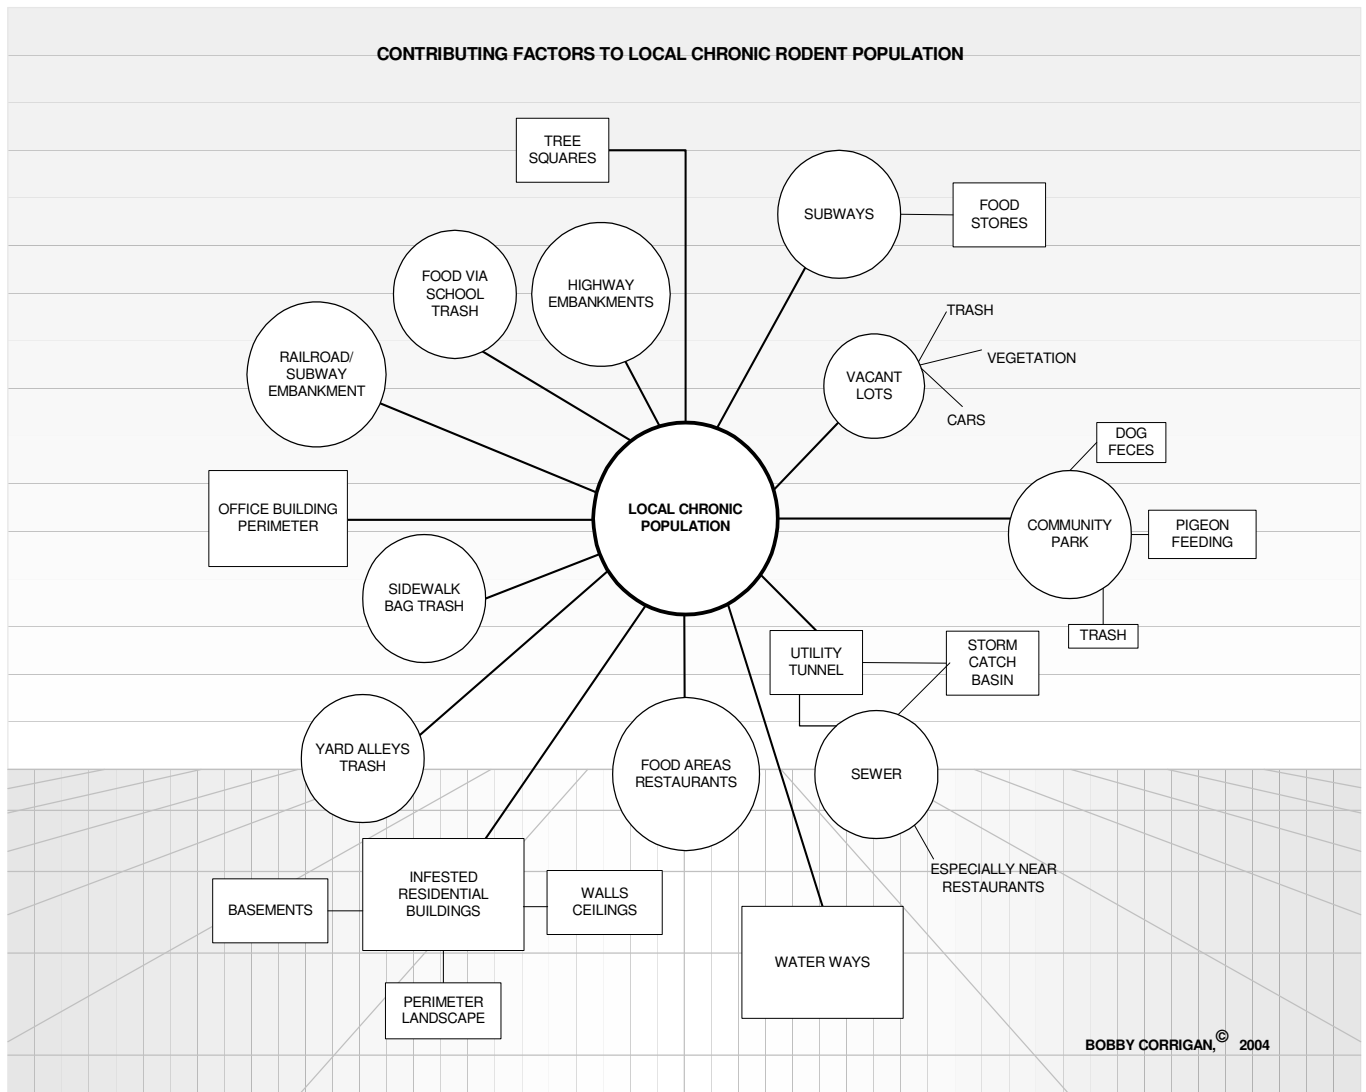 CONTRIBUTING FACTORS TO LOCAL CHRONIC RODENT POPULATION
TREE
SQUARES
SUBWAYS
FOOD
STORES
FOOD VIA
SCHOOL
TRASH
HIGHWAY
EMBANKMENTS
TRASH
VEGETATION
VACANT
LOTS
CARS
RAILROAD/
SUBWAY
EMBANKMENT
DOG
FECES
OFFICE BUILDING
PERIMETER
LOCAL CHRONIC
POPULATION
COMMUNITY
PARK
PIGEON
FEEDING
SIDEWALK
BAG TRASH
TRASH
UTILITY
TUNNEL
STORM
CATCH
BASIN
YARD ALLEYS
TRASH
FOOD AREAS
RESTAURANTS
SEWER
ESPECIALLY NEAR
RESTAURANTS
INFESTED
RESIDENTIAL
BUILDINGS
BASEMENTS
WALLS
CEILINGS
WATER WAYS
PERIMETER
LANDSCAPE
BOBBY CORRIGAN,© 2004